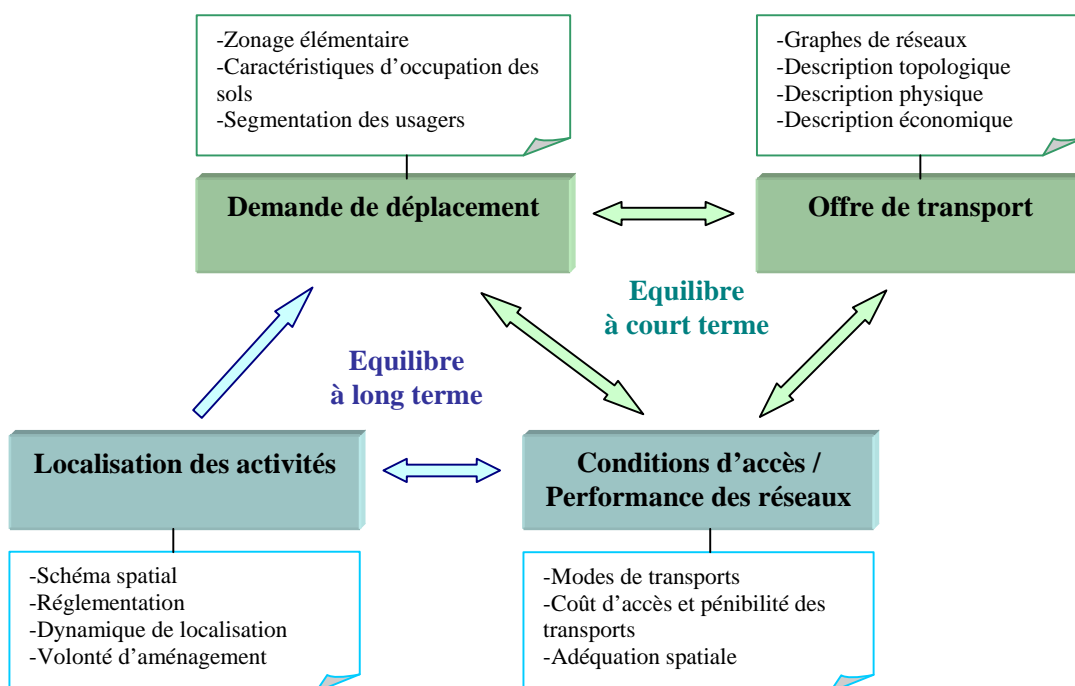 -Zonage élémentaire
-Caractéristiques d’occupation des
sols
-Segmentation des usagers
-Graphes de réseaux
-Description topologique
-Description physique
-Description économique
Demande de déplacement
Offre de transport
Equilibre
à court terme
Equilibre
à long terme
Localisation des activités
Conditions d’accès /
Performance des réseaux
-Schéma spatial
-Réglementation
-Dynamique de localisation
-Volonté d’aménagement
-Modes de transports
-Coût d’accès et pénibilité des
transports
-Adéquation spatiale